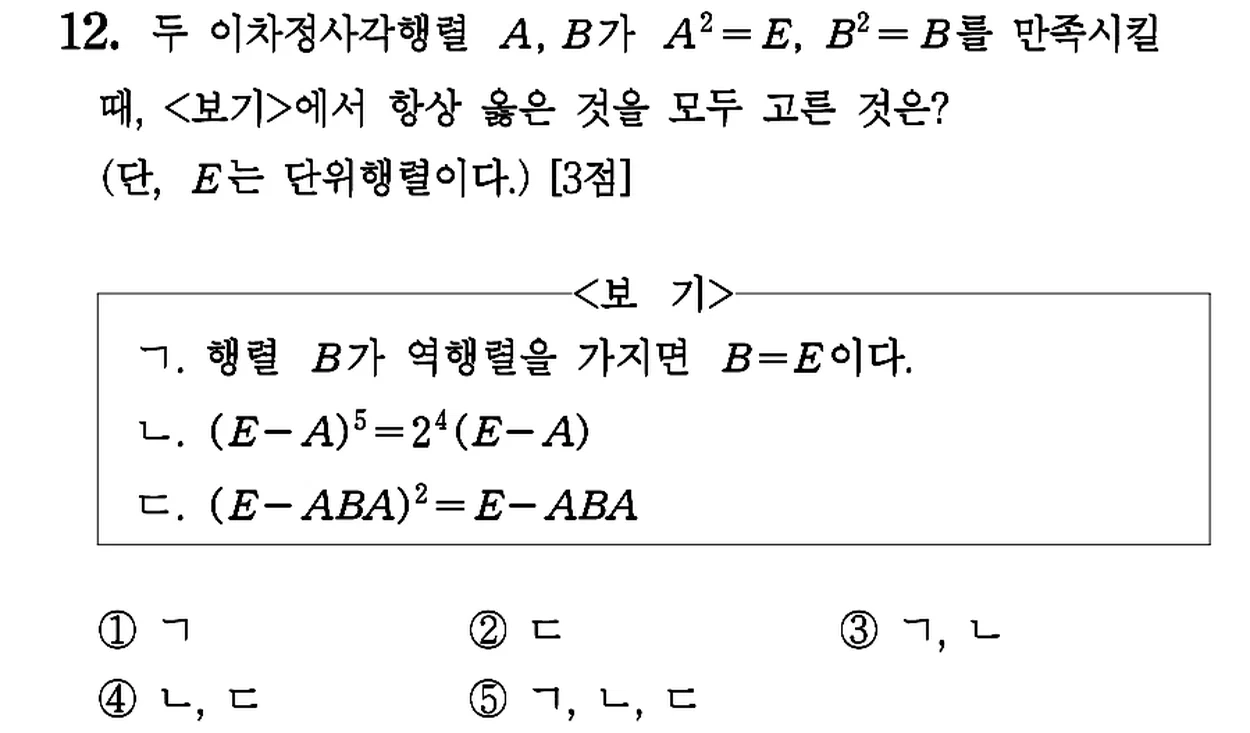 12. 두 이차정사각행렬 A, B가 A² = E, B² = B를 만족시킬
때, <보기>에서 항상 옳은 것을 모두 고른 것은?
(단, E는 단위행렬이다.) [3점]
<보 기>
ㄱ. 행렬 B가 역행렬을 가지면 B=E이다.
ㄴ. (E−A)⁵=2⁴(E−A)
ㄷ. (E−ABA)²=E−ABA
① ㄱ ② ㄷ ③ ㄱ, ㄴ
④ ㄴ, ㄷ ⑤ ㄱ, ㄴ, ㄷ